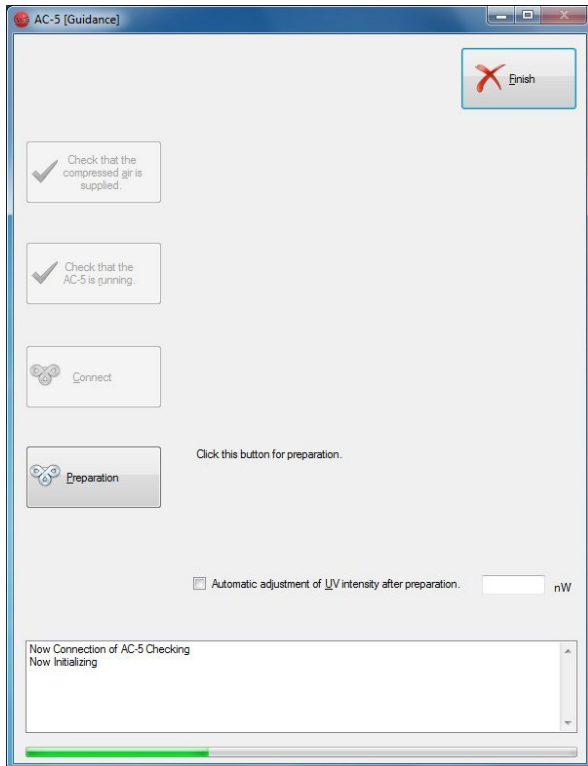 AC-5 [Guidance]
Finish
Check that the
compressed air is
supplied.
Check that the
AC-5 is running.
Connect
Preparation
Click this button for preparation.
Automatic adjustment of UV intensity after preparation.
nW
Now Connection of AC-5 Checking
Now Initializing